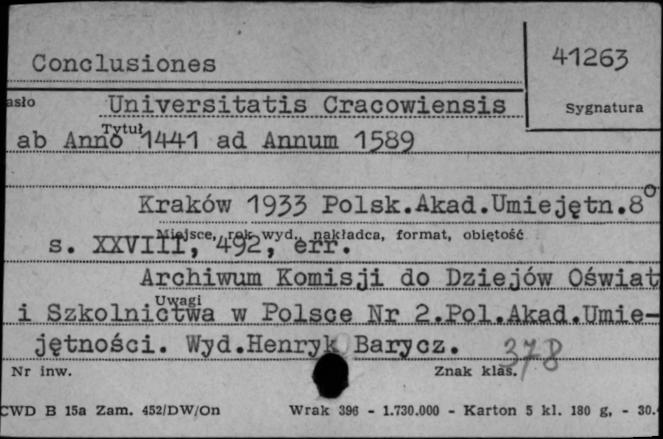 Conclusiones
41263
asło Universitatis Cracowiensis
Sygnatura
Tytuł
ab Anno 1441 ad Annum 1589
Kraków 1933 Polsk.Akad.Umiejętn.8°
Miejsce, rok wyd., nakładca, format, objętość
s. XXVIII, 492, err.
Archiwum Komisji do Dziejów Oświat
Uwagi
i Szkolnictwa w Polsce Nr 2.Pol.Akad.Umie-
jętności. Wyd.Henryk Barycz.
378
Nr inw. Znak klas.
CWD B 15a Zam. 452/DW/On Wrak 396 - 1.730.000 - Karton 5 kl. 180 g, - 30.